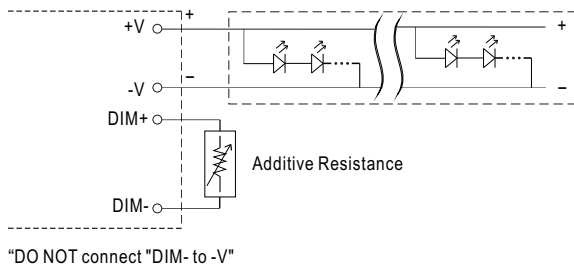 +V
+
+
-V
–
–
DIM+
Additive Resistance
DIM-
“DO NOT connect "DIM- to -V"